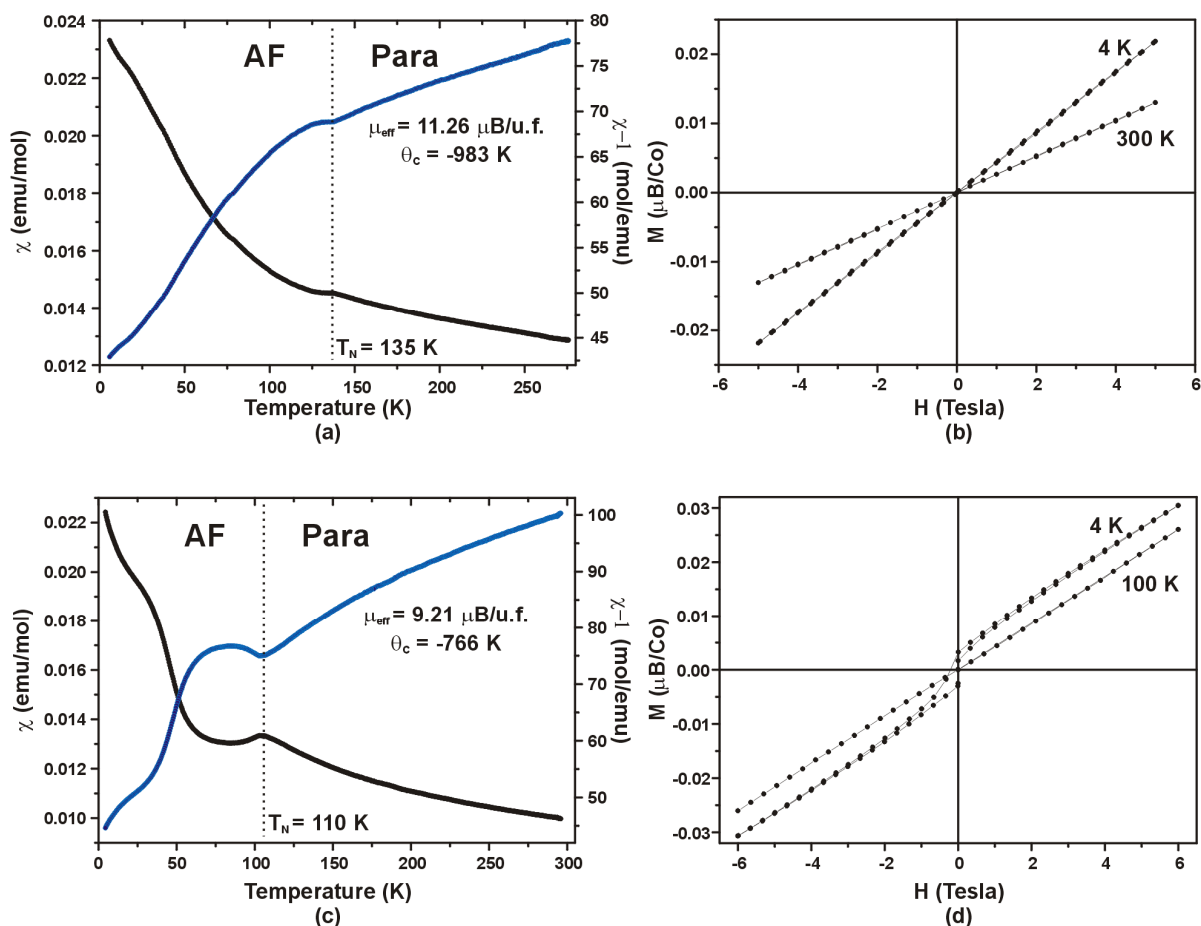 0.024
0.022
0.020
0.018
0.016
0.014
0.012
χ (emu/mol)
AF
Para
μeff = 11.26 μB/u.f.
θc = -983 K
TN = 135 K
80
75
70
65
60
55
50
45
χ−1 (mol/emu)
0 50 100 150 200 250
Temperature (K)
(a)
0.02
0.01
0.00
-0.01
-0.02
M (μB/Co)
4 K
300 K
-6 -4 -2 0 2 4 6
H (Tesla)
(b)
0.022
0.020
0.018
0.016
0.014
0.012
0.010
χ (emu/mol)
AF
Para
μeff = 9.21 μB/u.f.
θc = -766 K
TN = 110 K
100
90
80
70
60
50
χ−1 (mol/emu)
0 50 100 150 200 250 300
Temperature (K)
(c)
0.03
0.02
0.01
0.00
-0.01
-0.02
-0.03
M (μB/Co)
4 K
100 K
-6 -4 -2 0 2 4 6
H (Tesla)
(d)